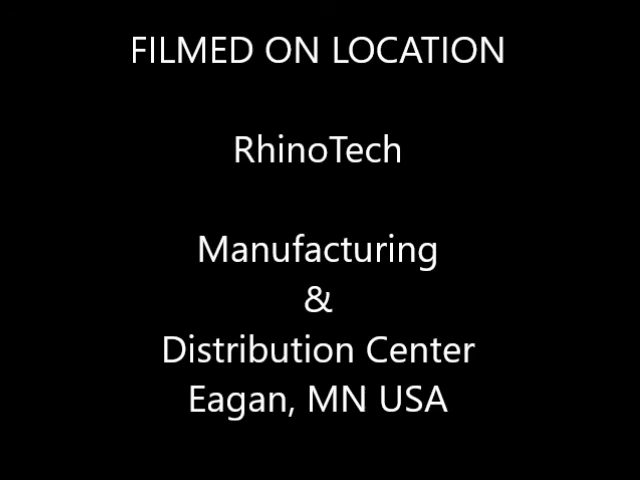 FILMED ON LOCATION
RhinoTech
Manufacturing
&
Distribution Center
Eagan, MN USA